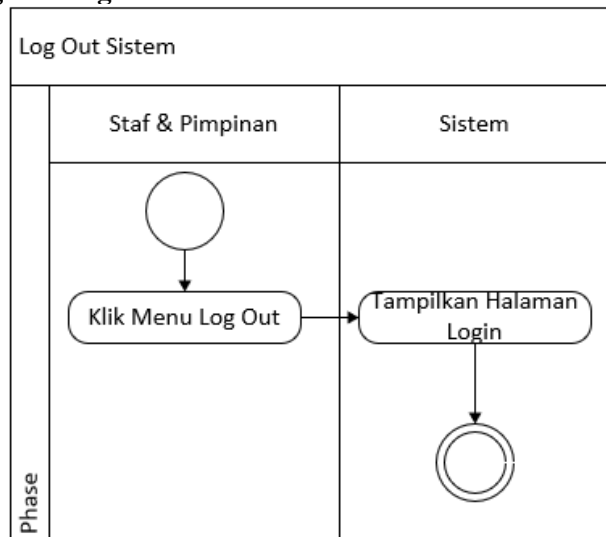 Log Out Sistem
Staf & Pimpinan
Sistem
Klik Menu Log Out
Tampilkan Halaman
Login
Phase